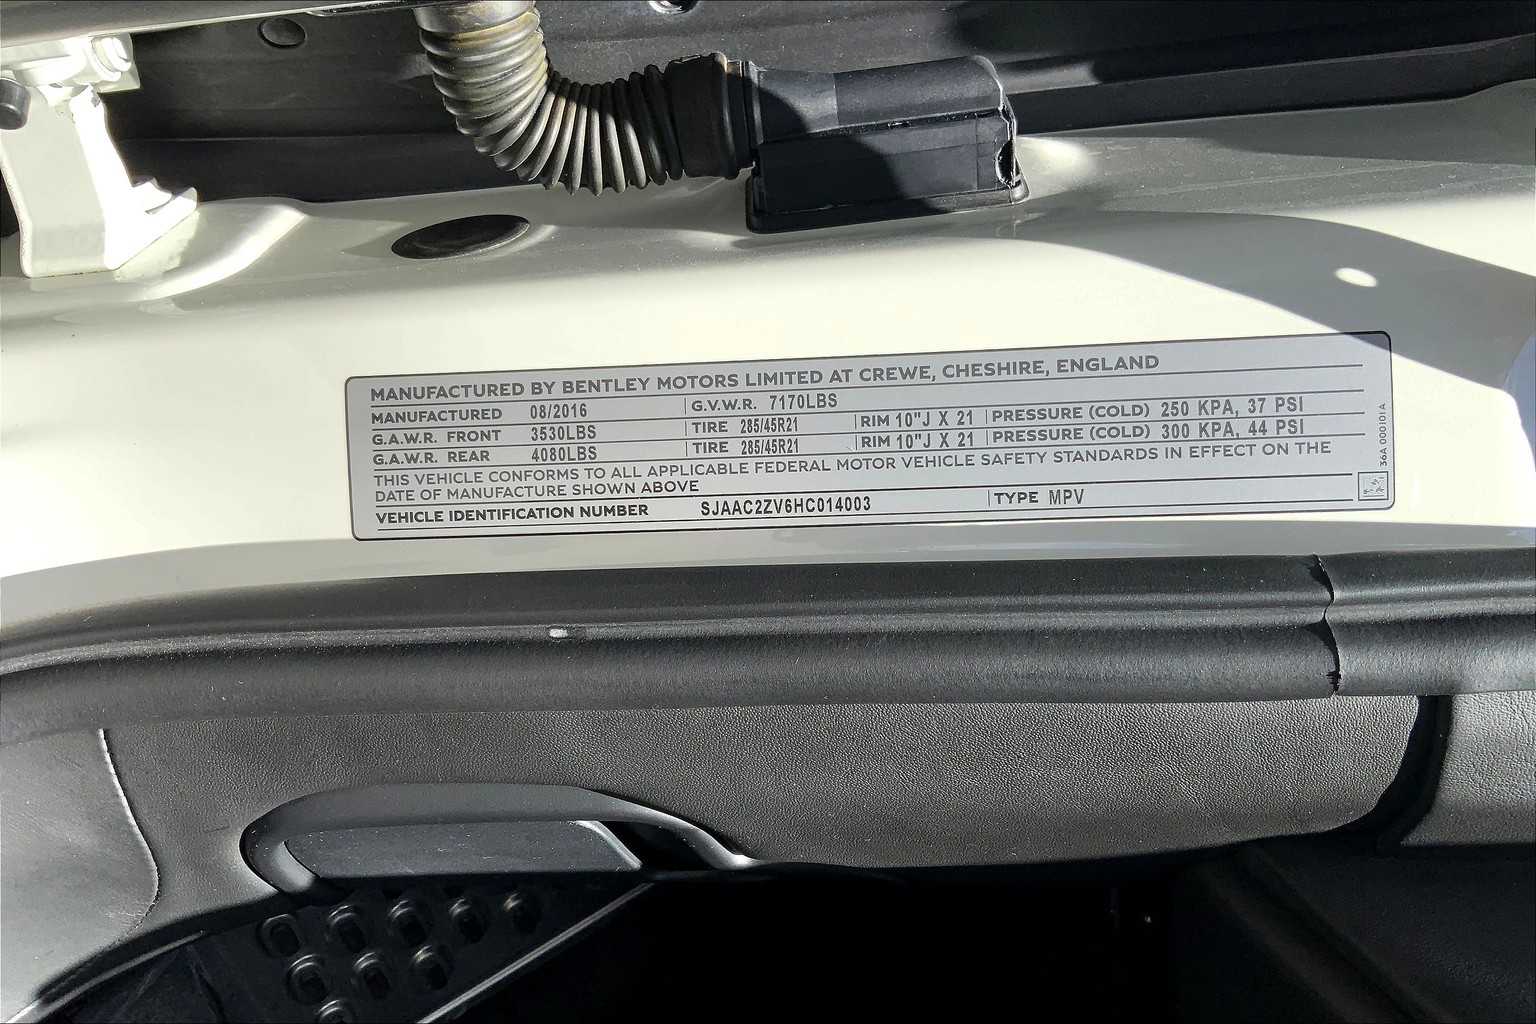 MANUFACTURED BY BENTLEY MOTORS LIMITED AT CREWE, CHESHIRE, ENGLAND
MANUFACTURED 08/2016 G.V.W.R. 7170LBS
G.A.W.R. FRONT 3530LBS TIRE 285/45R21 RIM 10"J X 21 PRESSURE (COLD) 250 KPA, 37 PSI
G.A.W.R. REAR 4080LBS TIRE 285/45R21 RIM 10"J X 21 PRESSURE (COLD) 300 KPA, 44 PSI
THIS VEHICLE CONFORMS TO ALL APPLICABLE FEDERAL MOTOR VEHICLE SAFETY STANDARDS IN EFFECT ON THE
DATE OF MANUFACTURE SHOWN ABOVE
VEHICLE IDENTIFICATION NUMBER SJAAC2ZV6HC014003 TYPE MPV
36A 000101A